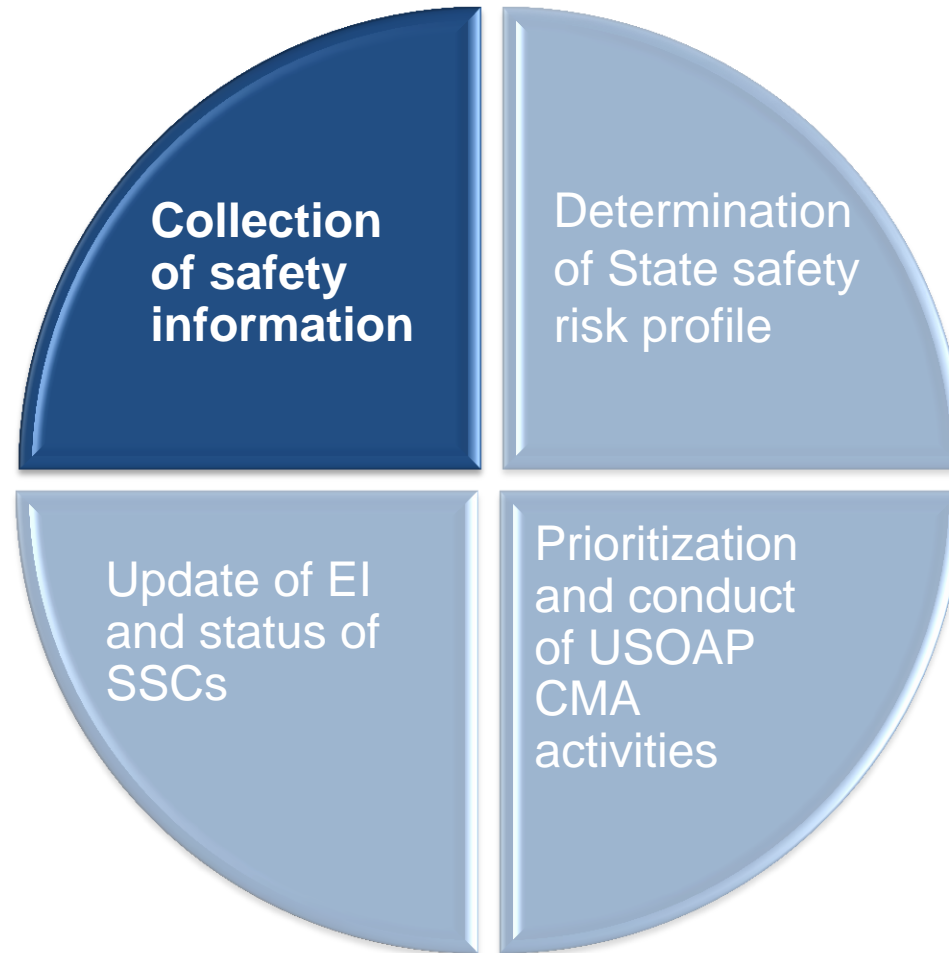 Collection
of safety
information
Determination
of State safety
risk profile
Update of EI
and status of
SSCs
Prioritization
and conduct
of USOAP
CMA
activities